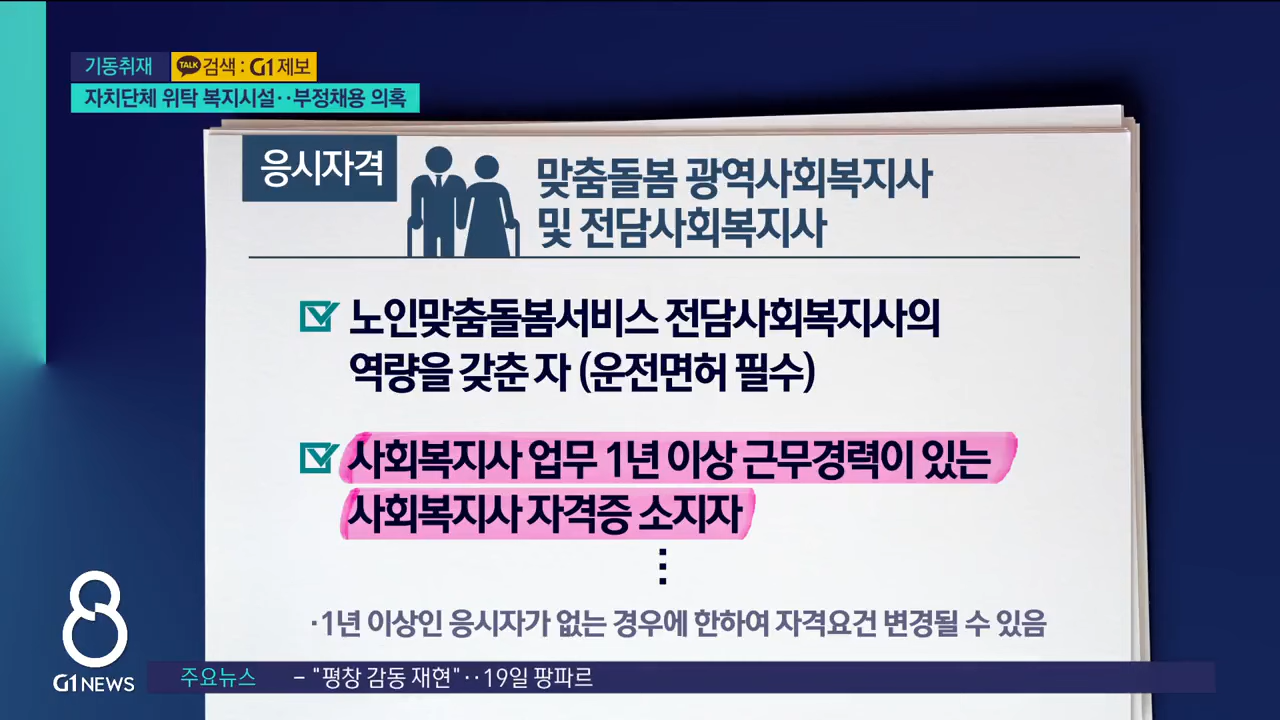 기동취재
TALK 검색 : G1 제보
자치단체 위탁 복지시설‥부정채용 의혹
응시자격
맞춤돌봄 광역사회복지사
및 전담사회복지사
노인맞춤돌봄서비스 전담사회복지사의
역량을 갖춘 자 (운전면허 필수)
사회복지사 업무 1년 이상 근무경력이 있는
사회복지사 자격증 소지자
⋮
·1년 이상인 응시자가 없는 경우에 한하여 자격요건 변경될 수 있음
8
G1 NEWS
주요뉴스 – "평창 감동 재현"‥19일 팡파르